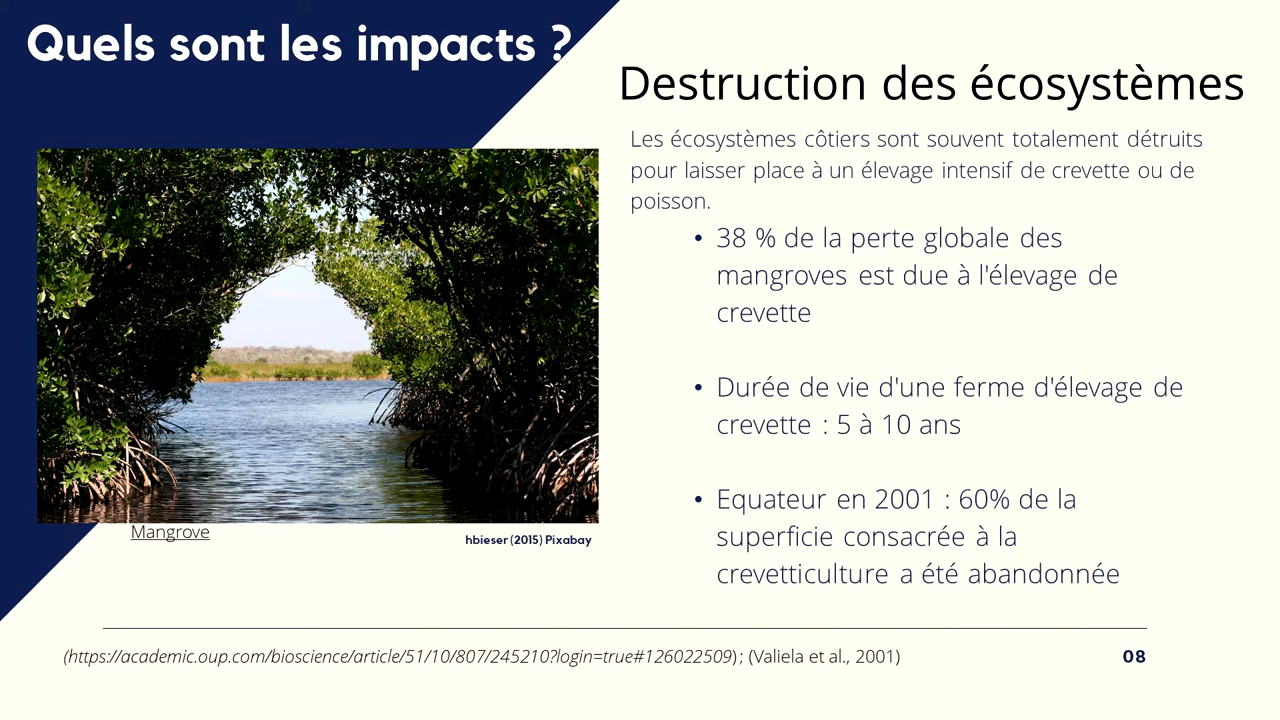 Quels sont les impacts ?
Destruction des écosystèmes
Les écosystèmes côtiers sont souvent totalement détruits
pour laisser place à un élevage intensif de crevette ou de
poisson.
• 38 % de la perte globale des
mangroves est due à l'élevage de
crevette
• Durée de vie d'une ferme d'élevage de
crevette : 5 à 10 ans
• Equateur en 2001 : 60% de la
superficie consacrée à la
crevetticulture a été abandonnée
Mangrove
hbieser (2015) Pixabay
(https://academic.oup.com/bioscience/article/51/10/807/245210?login=true#126022509) ; (Valiela et al., 2001)
08